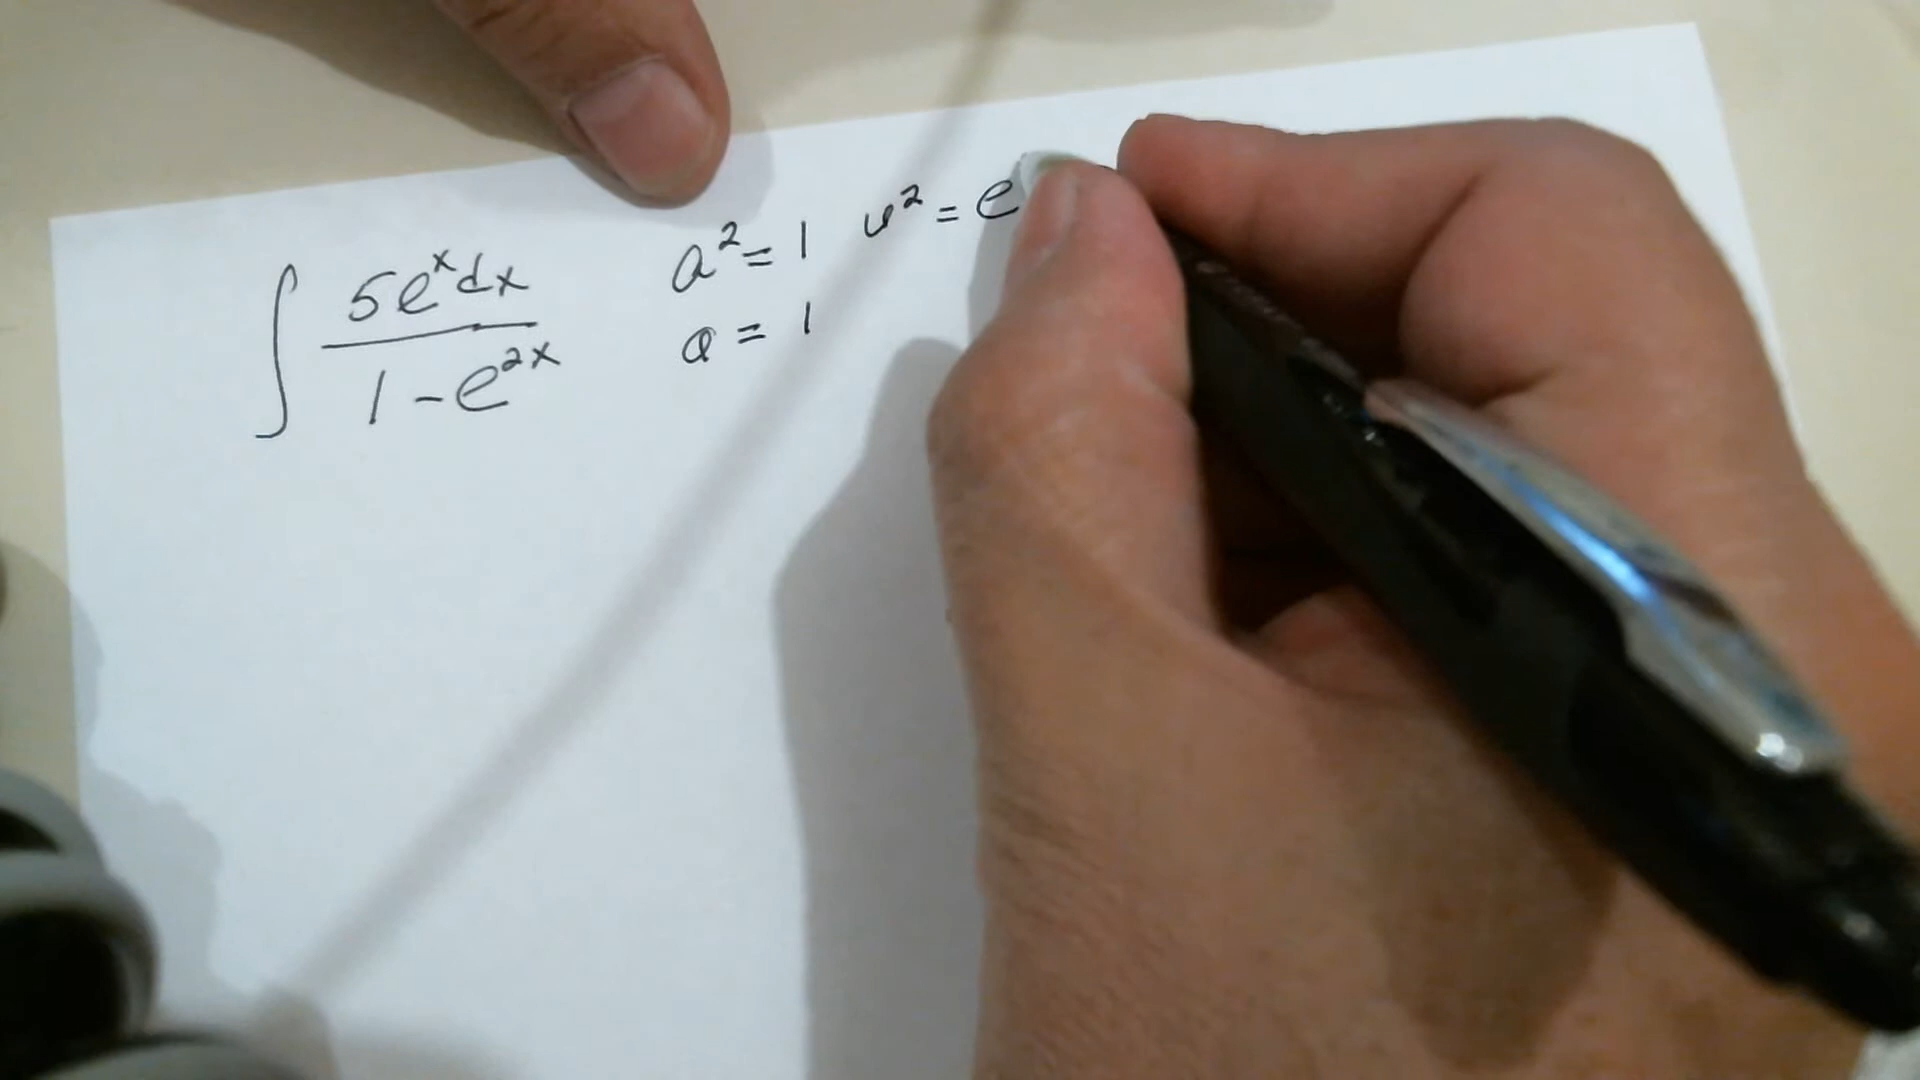 ∫ 5e^x dx / 1 - e^2x
a² = 1 u² = e
a = 1